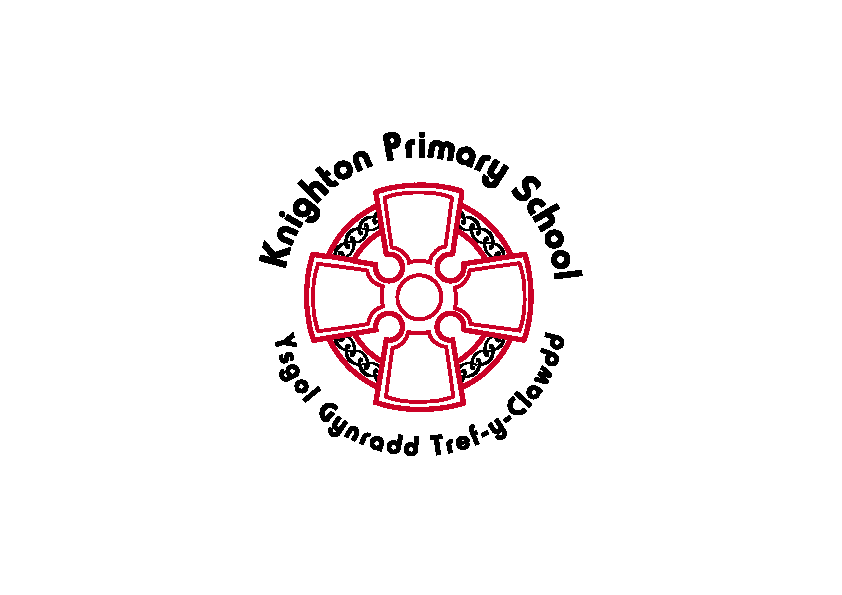 Knighton Primary School
Ysgol Gynradd Tref-y-Clawdd